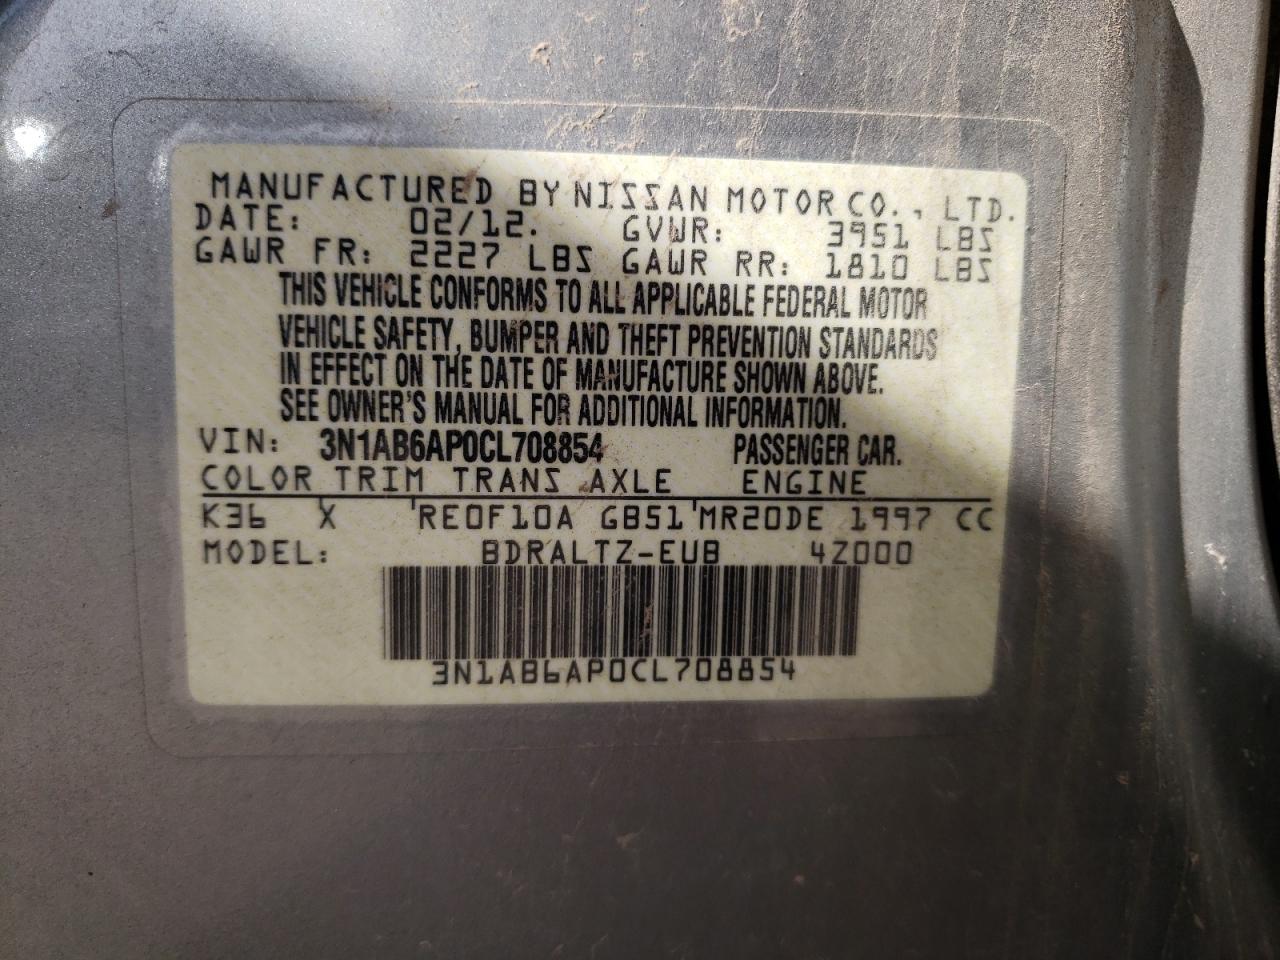 MANUFACTURED BY NISSAN MOTOR CO., LTD.
DATE: 02/12. GVWR: 3951 LBS
GAWR FR: 2227 LBS GAWR RR: 1810 LBS
THIS VEHICLE CONFORMS TO ALL APPLICABLE FEDERAL MOTOR
VEHICLE SAFETY, BUMPER AND THEFT PREVENTION STANDARDS
IN EFFECT ON THE DATE OF MANUFACTURE SHOWN ABOVE.
SEE OWNER'S MANUAL FOR ADDITIONAL INFORMATION.
VIN: 3N1AB6AP0CL708854 PASSENGER CAR.
COLOR TRIM TRANS AXLE ENGINE
K36 X RE0F10A GB51 MR20DE 1997 CC
MODEL: BDRALTZ-EUB 4Z000
3N1AB6AP0CL708854